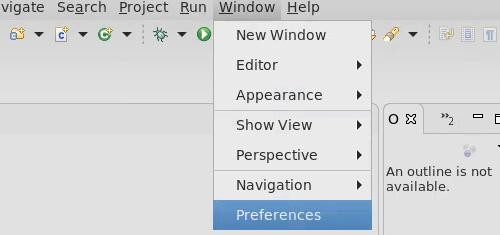 vigate Search Project Run Window Help
New Window
Editor
Appearance
Show View
Perspective
Navigation
Preferences
O
2
An outline is not
available.